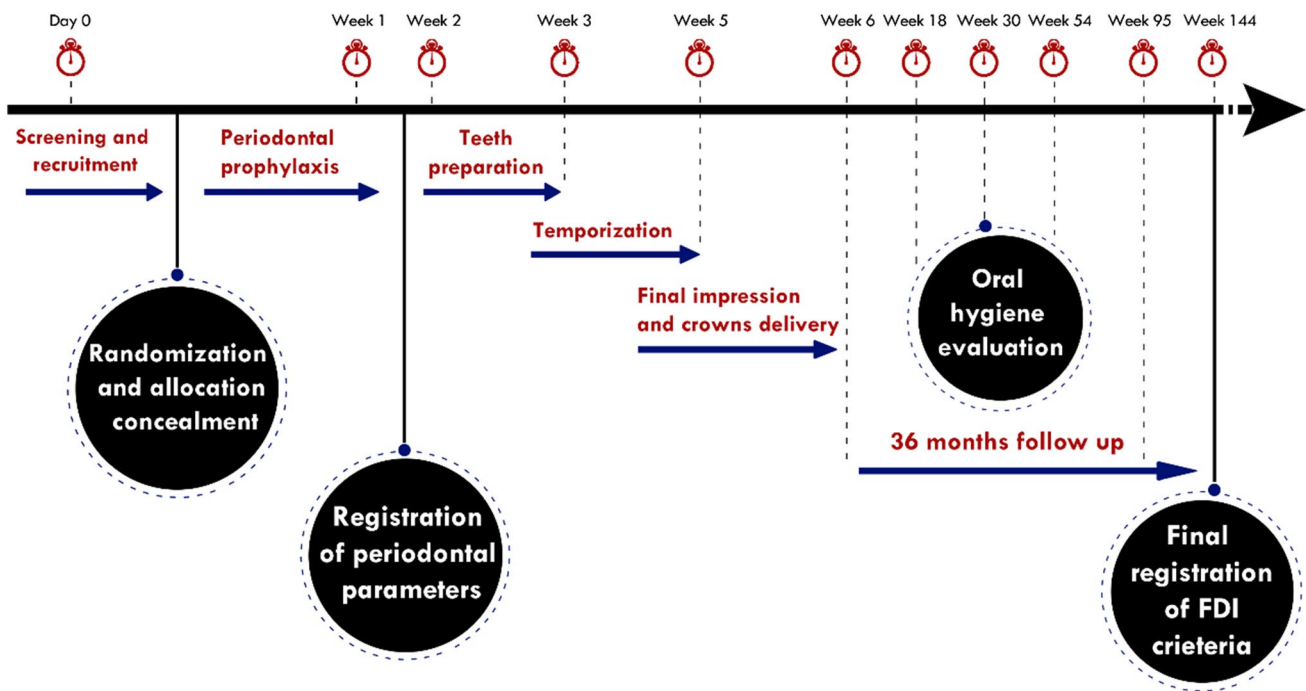 Day 0
Week 1
Week 2
Week 3
Week 5
Week 6
Week 18
Week 30
Week 54
Week 95
Week 144
Screening and
recruitment
Periodontal
prophylaxis
Teeth
preparation
Temporization
Final impression
and crowns delivery
Randomization
and allocation
concealment
Registration
of periodontal
parameters
Oral
hygiene
evaluation
36 months follow up
Final
registration
of FDI
crieteria